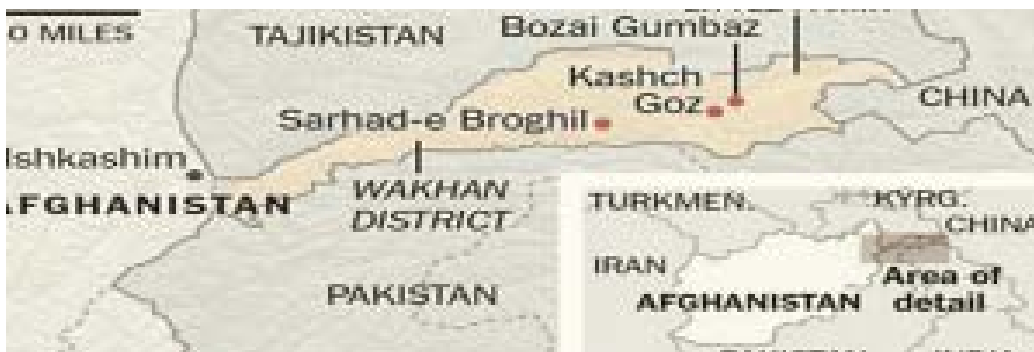 0 MILES
TAJIKISTAN
Bozai Gumbaz
Kashch
Goz
CHINA
Sarhad-e Broghil
Ishkashim
AFGHANISTAN
WAKHAN
DISTRICT
PAKISTAN
TURKMEN.
KYRG.
CHINA
IRAN
Area of
detail
AFGHANISTAN